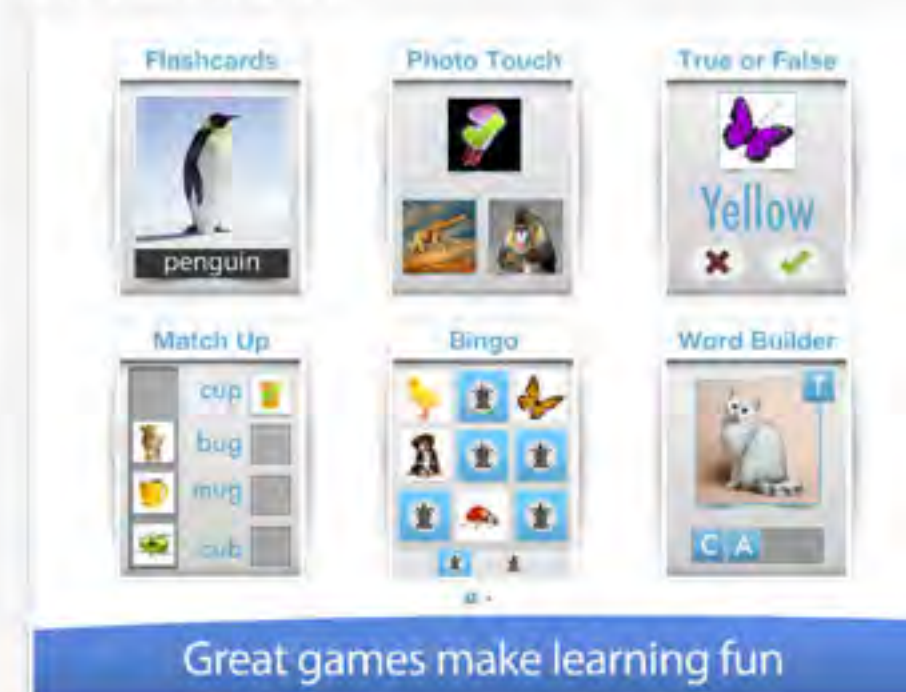 Flashcards
Photo Touch
True or False
penguin
Yellow
Match Up
Bingo
Word Builder
cup
bug
mug
cub
T
C A
Great games make learning fun